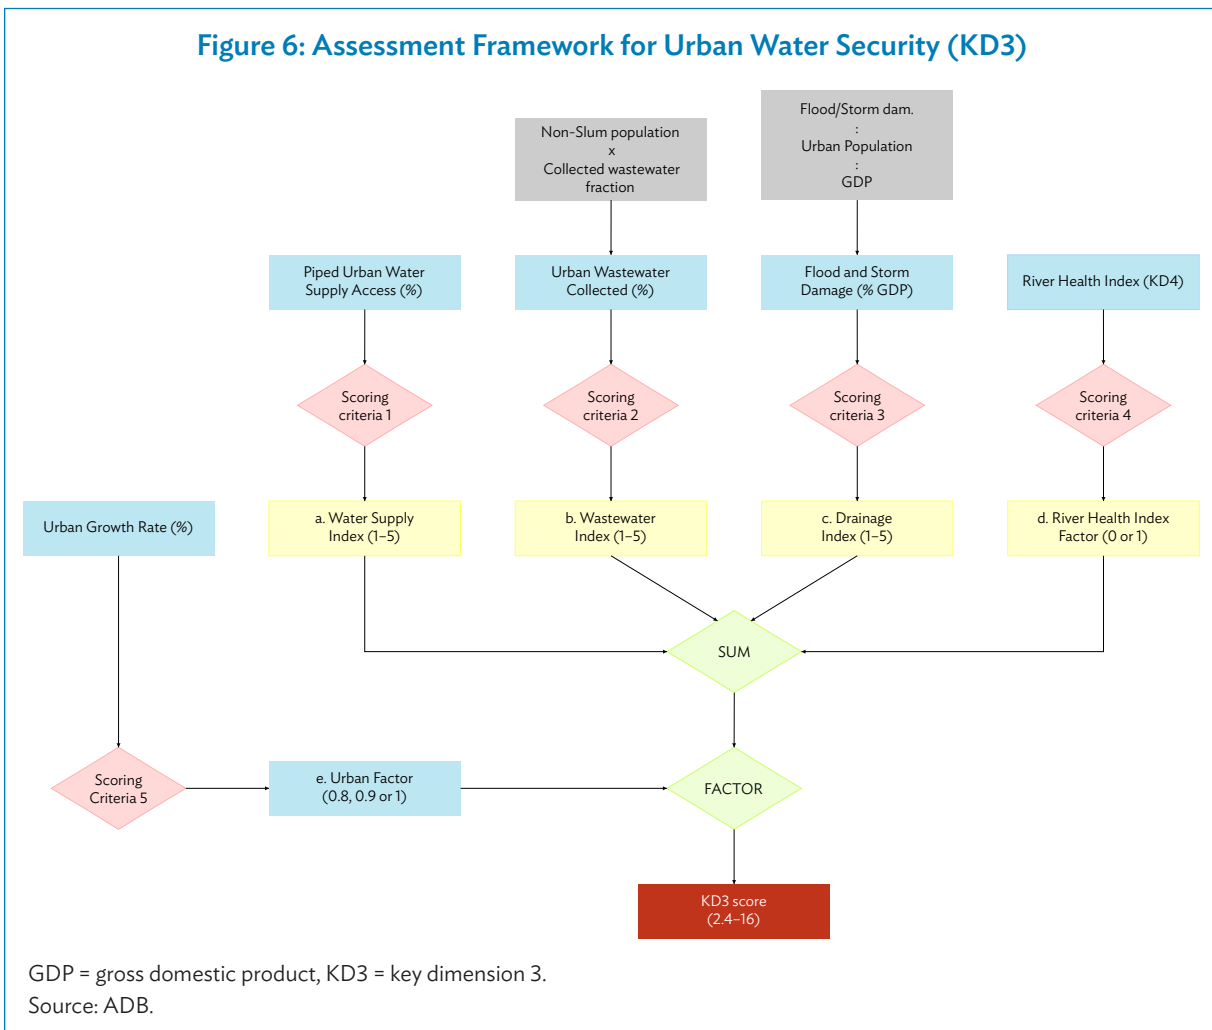 Figure 6: Assessment Framework for Urban Water Security (KD3)
Flood/Storm dam.
:
Urban Population
:
GDP
Non-Slum population
x
Collected wastewater
fraction
Piped Urban Water
Supply Access (%)
Urban Wastewater
Collected (%)
Flood and Storm
Damage (% GDP)
River Health Index (KD4)
Scoring
criteria 1
Scoring
criteria 2
Scoring
criteria 3
Scoring
criteria 4
Urban Growth Rate (%)
a. Water Supply
Index (1–5)
b. Wastewater
Index (1–5)
c. Drainage
Index (1–5)
d. River Health Index
Factor (0 or 1)
SUM
Scoring
Criteria 5
e. Urban Factor
(0.8, 0.9 or 1)
FACTOR
KD3 score
(2.4–16)
GDP = gross domestic product, KD3 = key dimension 3.
Source: ADB.